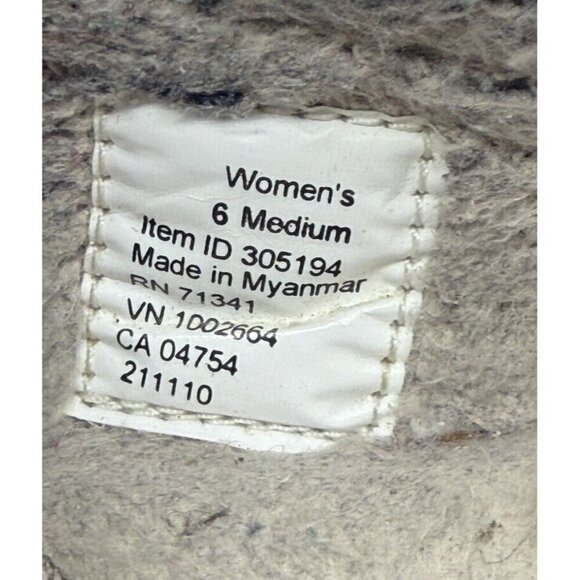 Women's
6 Medium
Item ID 305194
Made in Myanmar
RN 71341
VN 1002664
CA 04754
211110